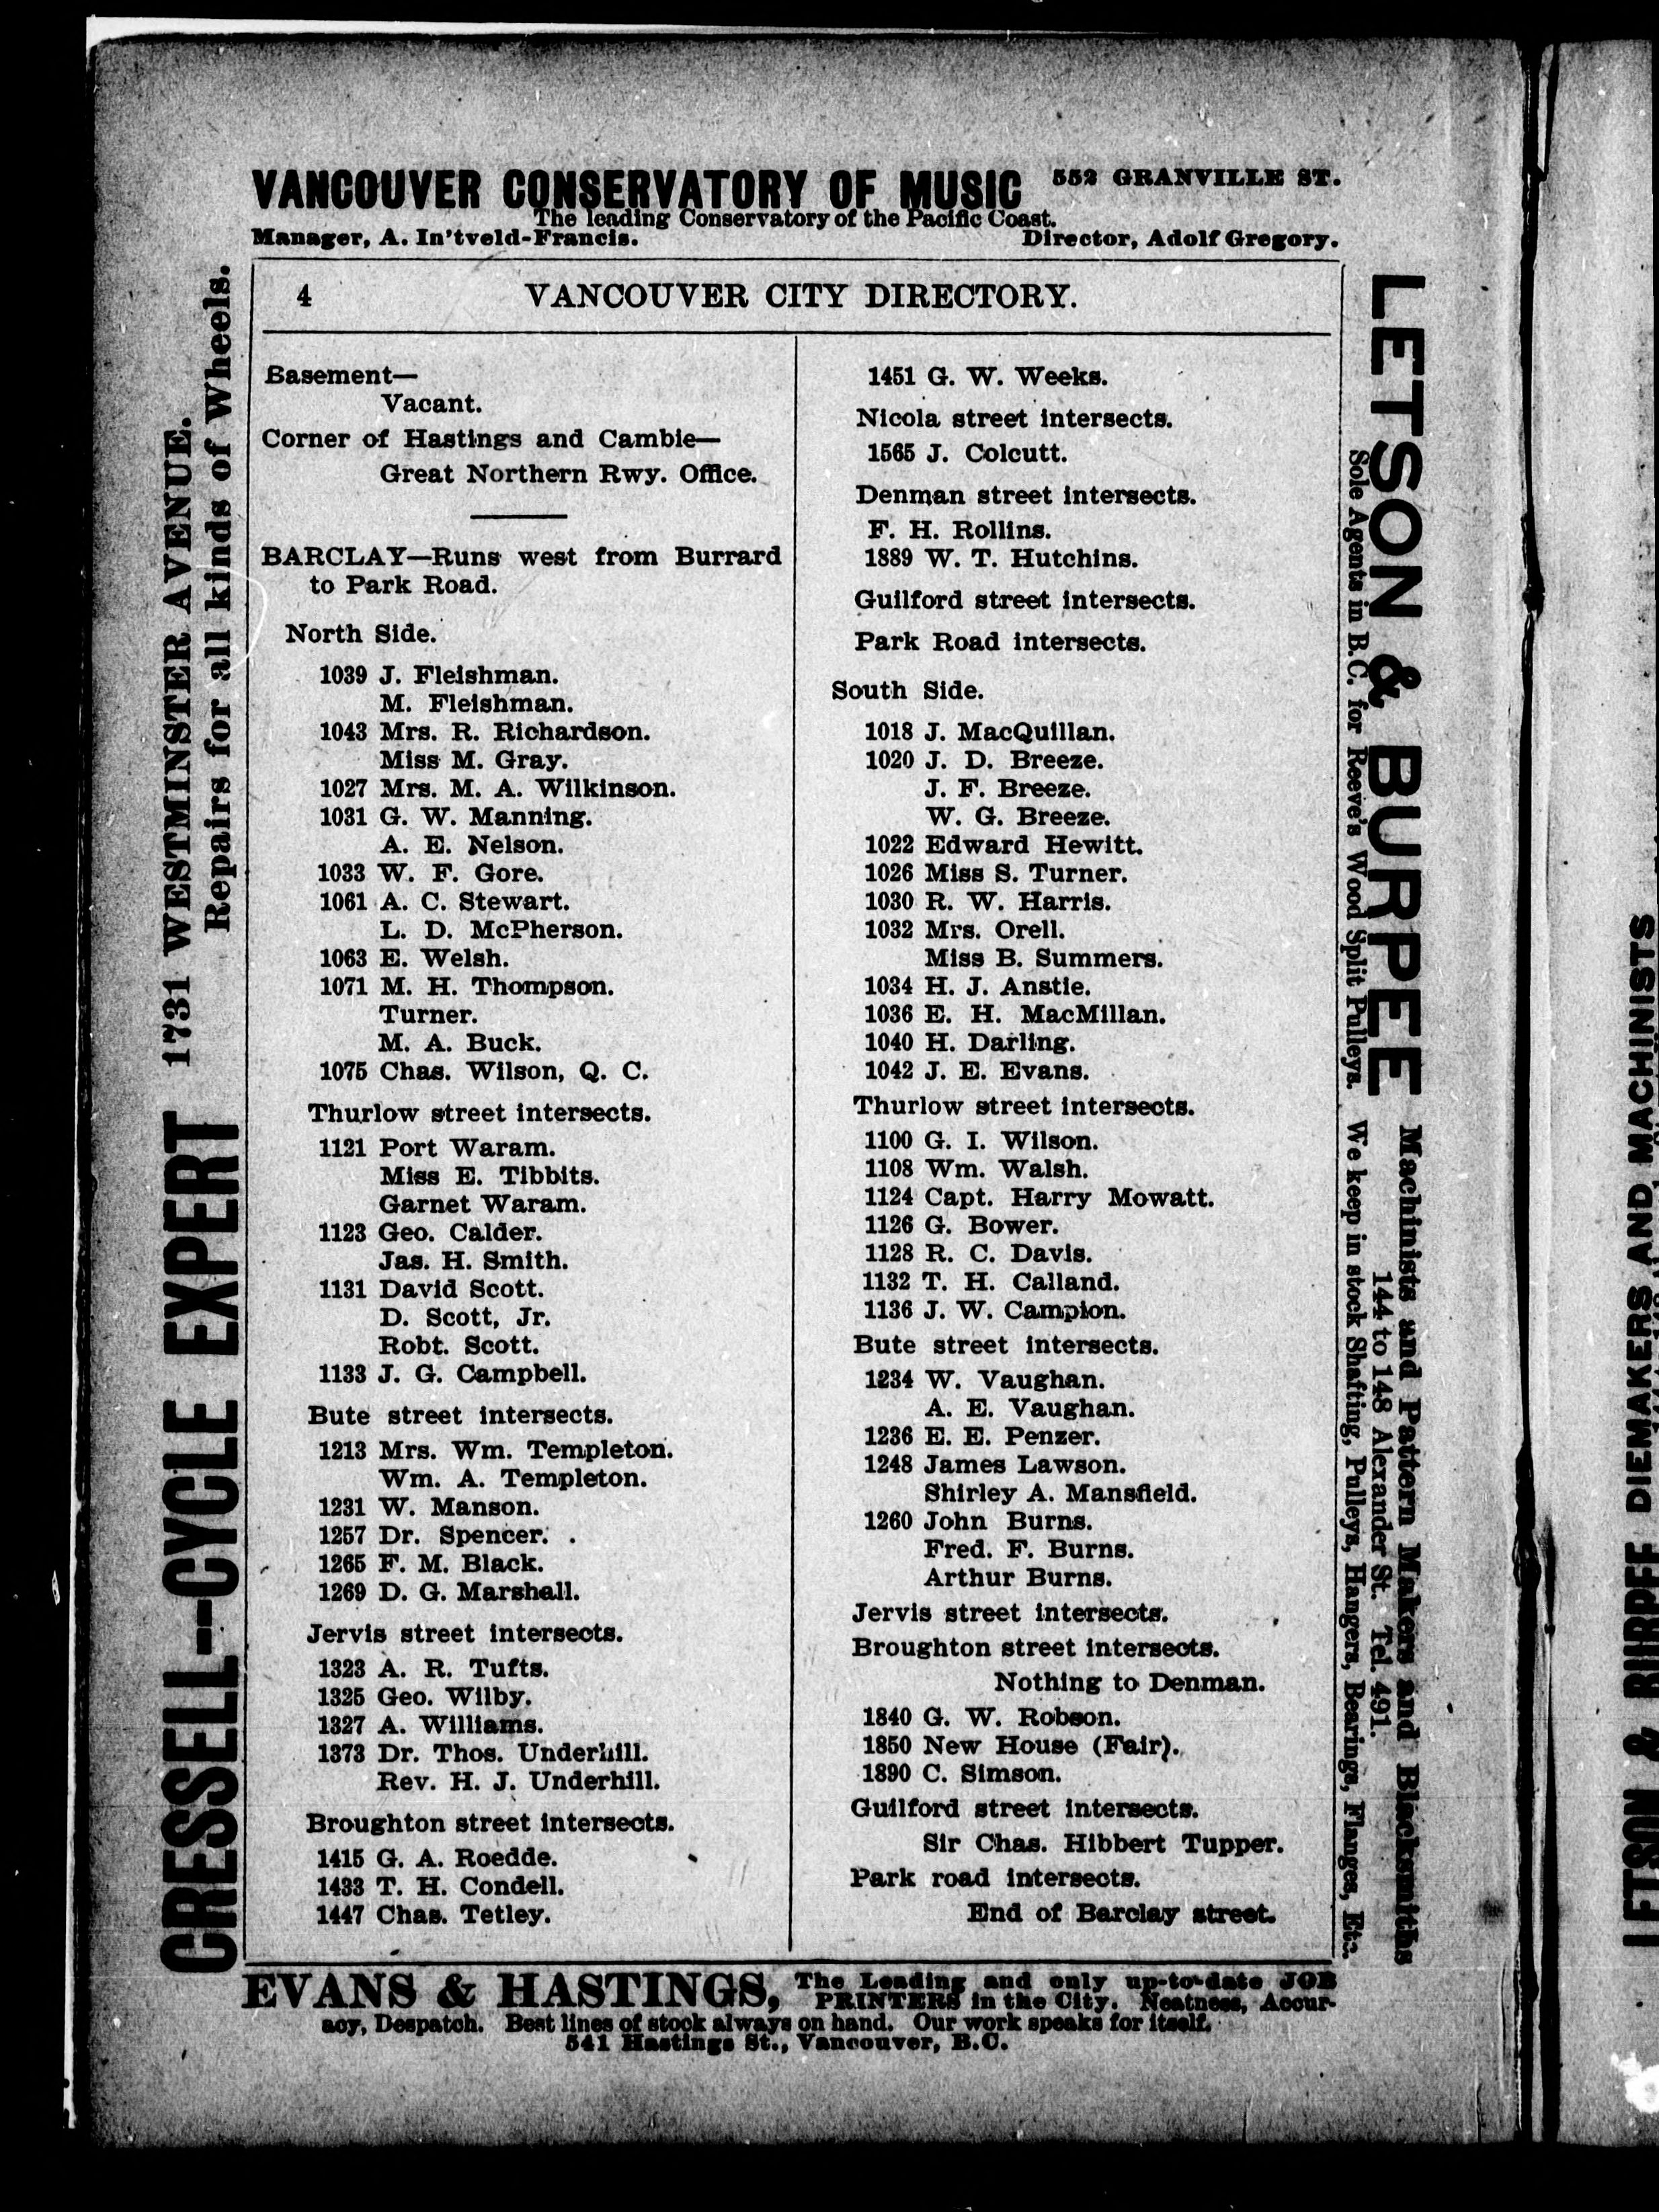 VANCOUVER CONSERVATORY OF MUSIC 552 GRANVILLE ST.
The leading Conservatory of the Pacific Coast.
Manager, A. In'tveld-Francis. Director, Adolf Gregory.
4 VANCOUVER CITY DIRECTORY.
Basement—
Vacant.
Corner of Hastings and Cambie—
Great Northern Rwy. Office.
BARCLAY—Runs west from Burrard
to Park Road.
North Side.
1039 J. Fleishman.
M. Fleishman.
1043 Mrs. R. Richardson.
Miss M. Gray.
1027 Mrs. M. A. Wilkinson.
1031 G. W. Manning.
A. E. Nelson.
1033 W. F. Gore.
1061 A. C. Stewart.
L. D. McPherson.
1063 E. Welsh.
1071 M. H. Thompson.
Turner.
M. A. Buck.
1075 Chas. Wilson, Q. C.
Thurlow street intersects.
1121 Port Waram.
Miss E. Tibbits.
Garnet Waram.
1123 Geo. Calder.
Jas. H. Smith.
1131 David Scott.
D. Scott, Jr.
Robt. Scott.
1133 J. G. Campbell.
Bute street intersects.
1213 Mrs. Wm. Templeton.
Wm. A. Templeton.
1231 W. Manson.
1257 Dr. Spencer.
1265 F. M. Black.
1269 D. G. Marshall.
Jervis street intersects.
1323 A. R. Tufts.
1325 Geo. Wilby.
1327 A. Williams.
1373 Dr. Thos. Underhill.
Rev. H. J. Underhill.
Broughton street intersects.
1415 G. A. Roedde.
1433 T. H. Condell.
1447 Chas. Tetley.
1451 G. W. Weeks.
Nicola street intersects.
1565 J. Colcutt.
Denman street intersects.
F. H. Rollins.
1889 W. T. Hutchins.
Guilford street intersects.
Park Road intersects.
South Side.
1018 J. MacQuillan.
1020 J. D. Breeze.
J. F. Breeze.
W. G. Breeze.
1022 Edward Hewitt.
1026 Miss S. Turner.
1030 R. W. Harris.
1032 Mrs. Orell.
Miss B. Summers.
1034 H. J. Anstie.
1036 E. H. MacMillan.
1040 H. Darling.
1042 J. E. Evans.
Thurlow street intersects.
1100 G. I. Wilson.
1108 Wm. Walsh.
1124 Capt. Harry Mowatt.
1126 G. Bower.
1128 R. C. Davis.
1132 T. H. Calland.
1136 J. W. Campion.
Bute street intersects.
1234 W. Vaughan.
A. E. Vaughan.
1236 E. E. Penzer.
1248 James Lawson.
Shirley A. Mansfield.
1260 John Burns.
Fred. F. Burns.
Arthur Burns.
Jervis street intersects.
Broughton street intersects.
Nothing to Denman.
1840 G. W. Robson.
1850 New House (Fair).
1890 C. Simson.
Guilford street intersects.
Sir Chas. Hibbert Tupper.
Park road intersects.
End of Barclay street.
EVANS & HASTINGS, The Leading and only up-to-date JOB
PRINTERS in the City. Neatness, Accur-
acy, Despatch. Best lines of stock always on hand. Our work speaks for itself.
541 Hastings St., Vancouver, B.C.
CRESSELL--CYCLE EXPERT 1731 WESTMINSTER AVENUE.
Repairs for all kinds of Wheels.
LETSON & BURPEE Machinists and Pattern Makers and Blacksmiths
144 to 148 Alexander St. Tel. 491.
Sole Agents in B.C. for Reeve's Wood Split Pulleys. We keep in stock Shafting, Pulleys, Hangers, Bearings, Flanges, Etc.
LETSON & BURPEE DIEMAKERS AND MACHINISTS